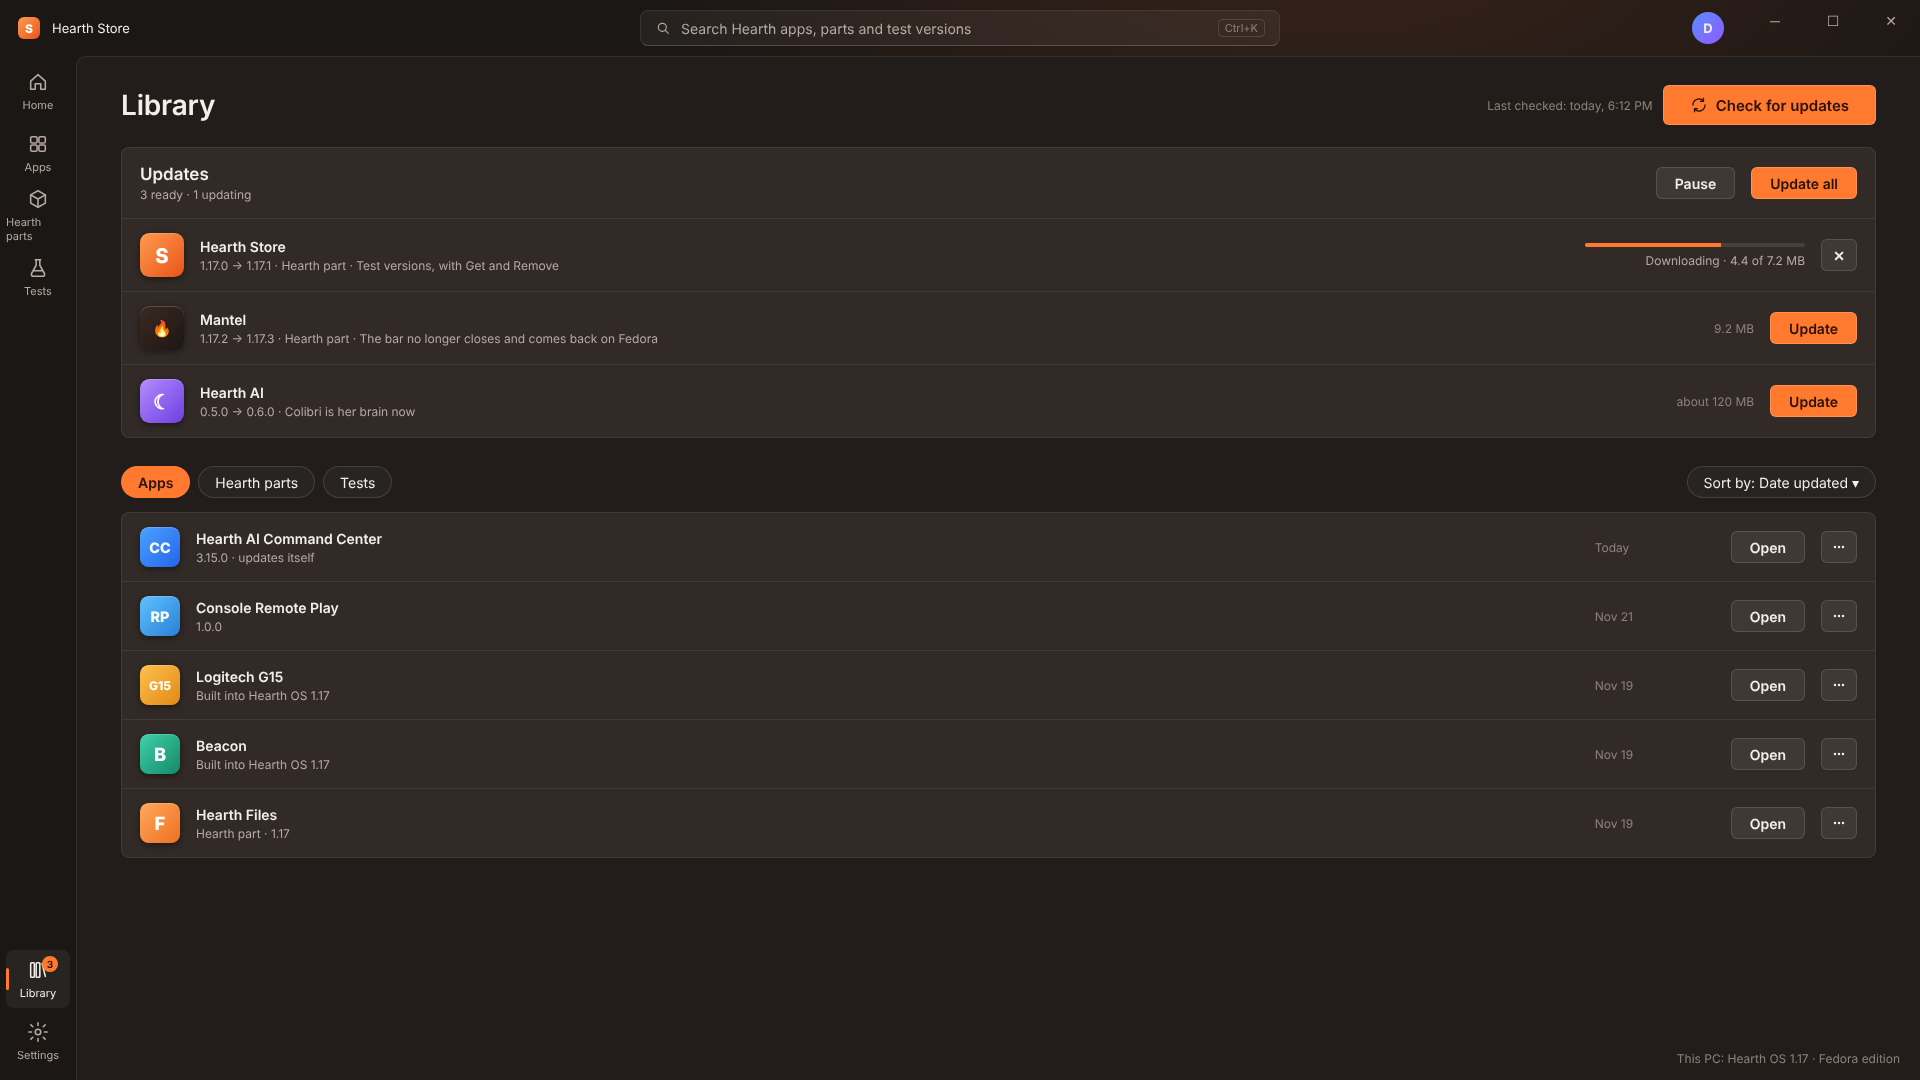 S Hearth Store
Search Hearth apps, parts and test versions Ctrl+K
D
Home
Apps
Hearth parts
Tests
Library 3
Settings
Library
Last checked: today, 6:12 PM Check for updates
Updates
3 ready · 1 updating
Pause Update all
S Hearth Store
1.17.0 → 1.17.1 · Hearth part · Test versions, with Get and Remove
Downloading · 4.4 of 7.2 MB
Mantel
1.17.2 → 1.17.3 · Hearth part · The bar no longer closes and comes back on Fedora
9.2 MB Update
Hearth AI
0.5.0 → 0.6.0 · Colibri is her brain now
about 120 MB Update
Apps Hearth parts Tests Sort by: Date updated ▾
CC Hearth AI Command Center
3.15.0 · updates itself
Today Open ···
RP Console Remote Play
1.0.0
Nov 21 Open ···
G15 Logitech G15
Built into Hearth OS 1.17
Nov 19 Open ···
B Beacon
Built into Hearth OS 1.17
Nov 19 Open ···
F Hearth Files
Hearth part · 1.17
Nov 19 Open ···
This PC: Hearth OS 1.17 · Fedora edition